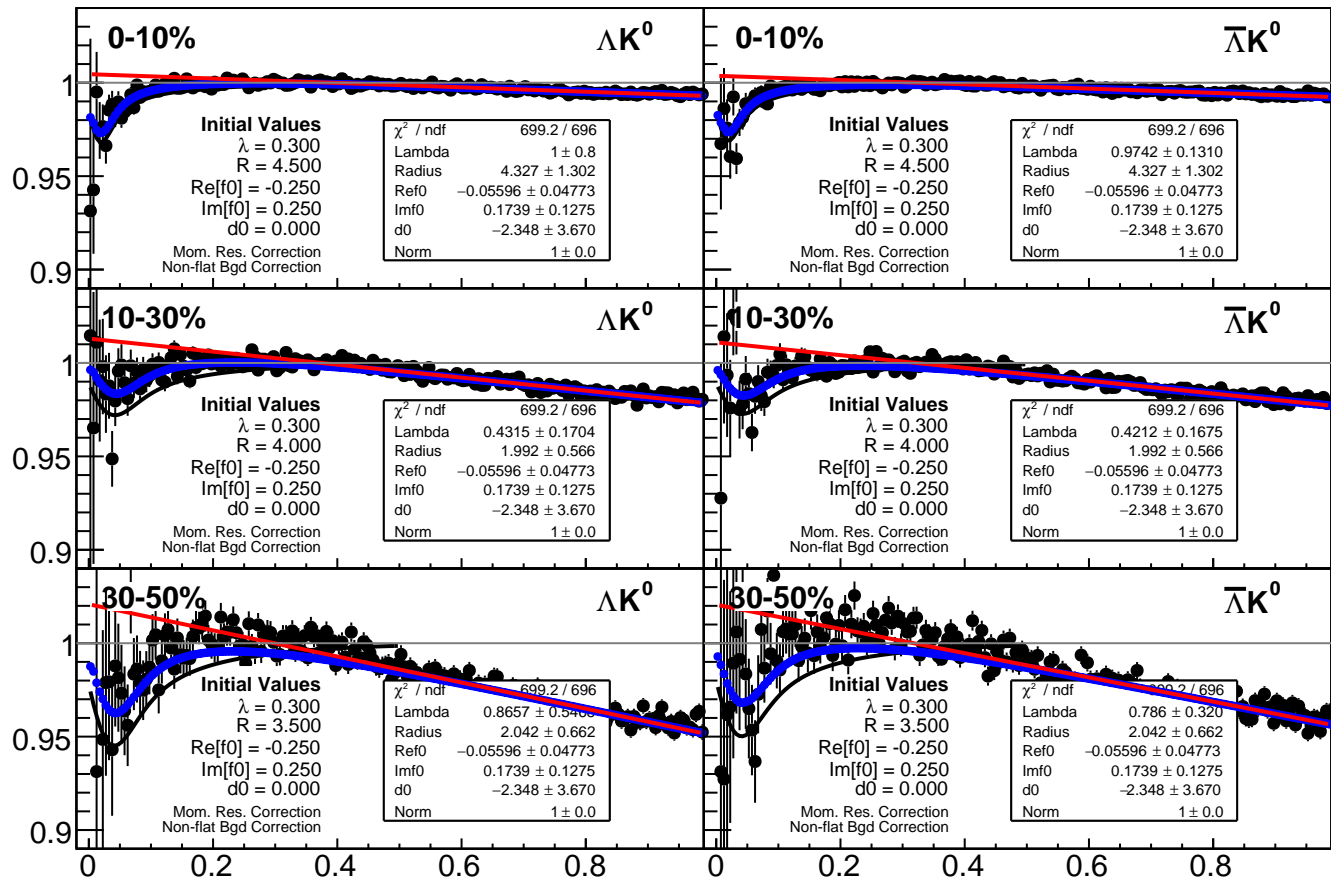 0-10%
ΛK⁰
Initial Values
λ = 0.300
R = 4.500
Re[f0] = -0.250
Im[f0] = 0.250
d0 = 0.000
Mom. Res. Correction
Non-flat Bgd Correction
χ² / ndf 699.2 / 696
Lambda 1 ± 0.8
Radius 4.327 ± 1.302
Ref0 −0.05596 ± 0.04773
Imf0 0.1739 ± 0.1275
d0 −2.348 ± 3.670
Norm 1 ± 0.0
1
0.95
0.9
0-10%
Λ̅K⁰
Initial Values
λ = 0.300
R = 4.500
Re[f0] = -0.250
Im[f0] = 0.250
d0 = 0.000
Mom. Res. Correction
Non-flat Bgd Correction
χ² / ndf 699.2 / 696
Lambda 0.9742 ± 0.1310
Radius 4.327 ± 1.302
Ref0 −0.05596 ± 0.04773
Imf0 0.1739 ± 0.1275
d0 −2.348 ± 3.670
Norm 1 ± 0.0
10-30%
ΛK⁰
Initial Values
λ = 0.300
R = 4.000
Re[f0] = -0.250
Im[f0] = 0.250
d0 = 0.000
Mom. Res. Correction
Non-flat Bgd Correction
χ² / ndf 699.2 / 696
Lambda 0.4315 ± 0.1704
Radius 1.992 ± 0.566
Ref0 −0.05596 ± 0.04773
Imf0 0.1739 ± 0.1275
d0 −2.348 ± 3.670
Norm 1 ± 0.0
1
0.95
0.9
10-30%
Λ̅K⁰
Initial Values
λ = 0.300
R = 4.000
Re[f0] = -0.250
Im[f0] = 0.250
d0 = 0.000
Mom. Res. Correction
Non-flat Bgd Correction
χ² / ndf 699.2 / 696
Lambda 0.4212 ± 0.1675
Radius 1.992 ± 0.566
Ref0 −0.05596 ± 0.04773
Imf0 0.1739 ± 0.1275
d0 −2.348 ± 3.670
Norm 1 ± 0.0
30-50%
ΛK⁰
Initial Values
λ = 0.300
R = 3.500
Re[f0] = -0.250
Im[f0] = 0.250
d0 = 0.000
Mom. Res. Correction
Non-flat Bgd Correction
χ² / ndf 699.2 / 696
Lambda 0.8657 ± 0.5468
Radius 2.042 ± 0.662
Ref0 −0.05596 ± 0.04773
Imf0 0.1739 ± 0.1275
d0 −2.348 ± 3.670
Norm 1 ± 0.0
1
0.95
0.9
30-50%
Λ̅K⁰
Initial Values
λ = 0.300
R = 3.500
Re[f0] = -0.250
Im[f0] = 0.250
d0 = 0.000
Mom. Res. Correction
Non-flat Bgd Correction
χ² / ndf 699.2 / 696
Lambda 0.786 ± 0.320
Radius 2.042 ± 0.662
Ref0 −0.05596 ± 0.04773
Imf0 0.1739 ± 0.1275
d0 −2.348 ± 3.670
Norm 1 ± 0.0
0 0.2 0.4 0.6 0.8 0 0.2 0.4 0.6 0.8